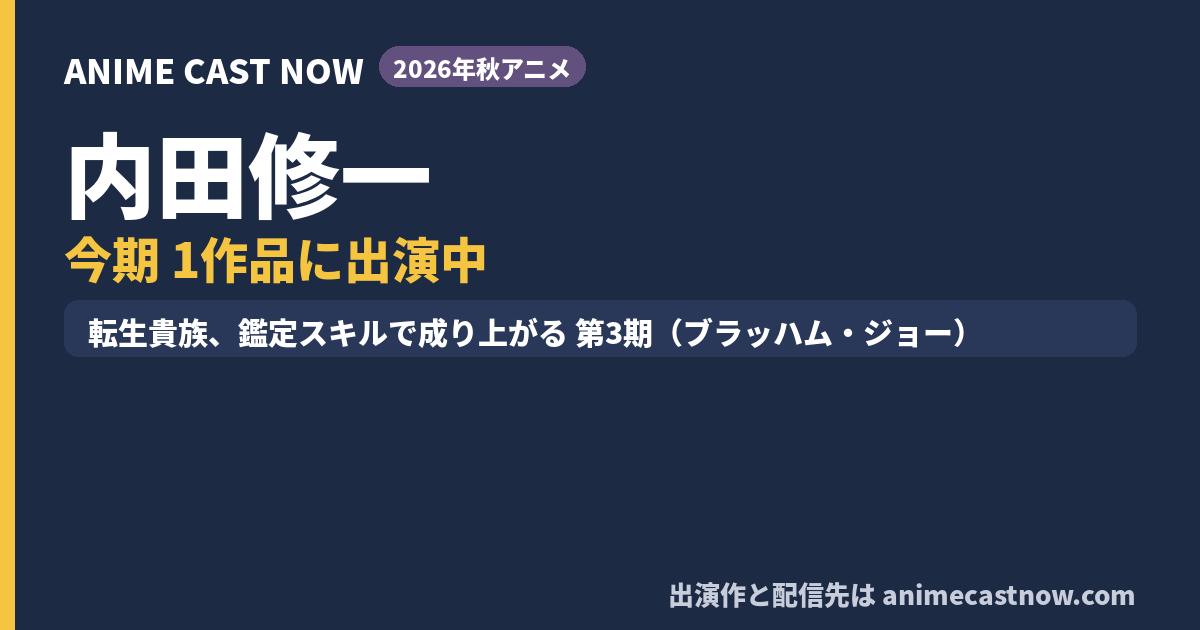 ANIME CAST NOW 2026年秋アニメ
内田修一
今期 1作品に出演中
転生貴族、鑑定スキルで成り上がる 第3期（ブラッハム・ジョー）
出演作と配信先は animecastnow.com